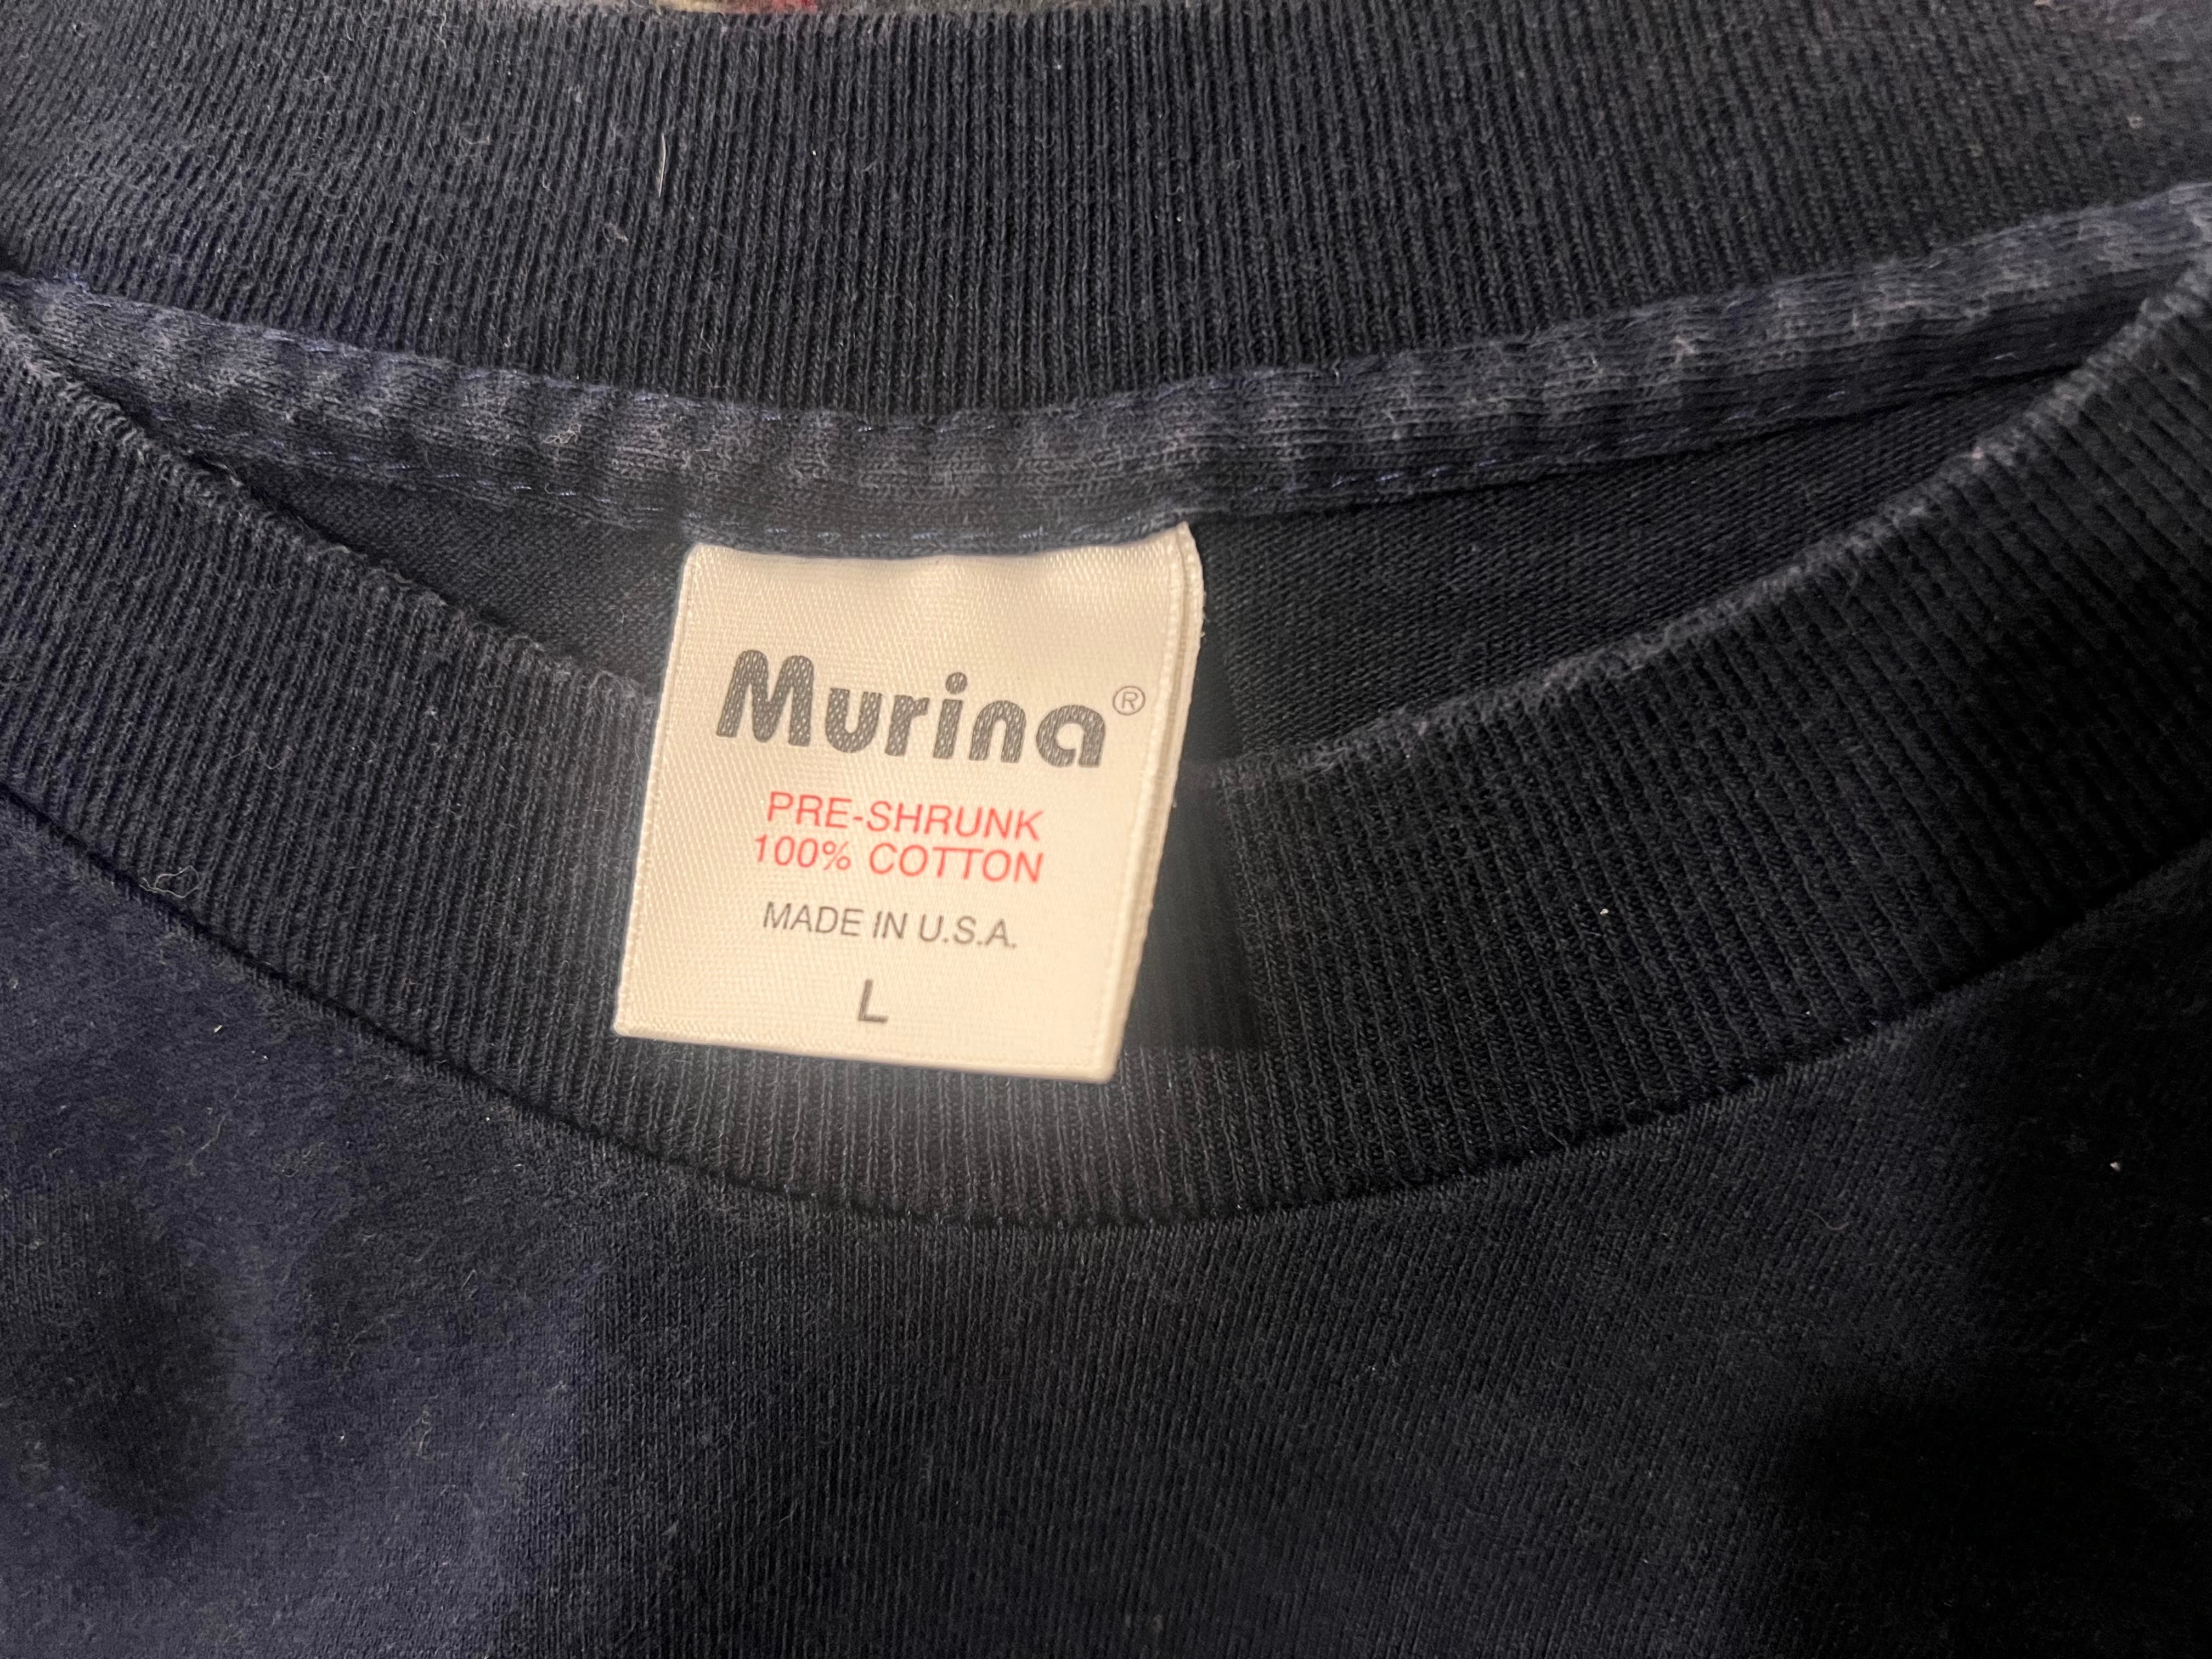 Murina®
PRE-SHRUNK
100% COTTON
MADE IN U.S.A.
L